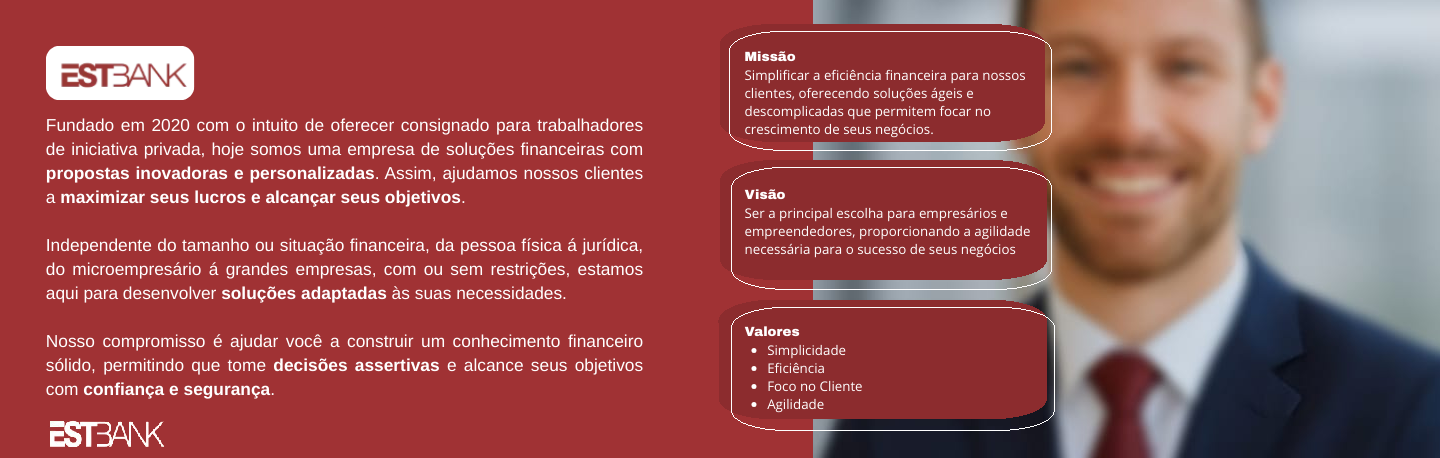 ESTBANK
Fundado em 2020 com o intuito de oferecer consignado para trabalhadores
de iniciativa privada, hoje somos uma empresa de soluções financeiras com
propostas inovadoras e personalizadas. Assim, ajudamos nossos clientes
a maximizar seus lucros e alcançar seus objetivos.
Independente do tamanho ou situação financeira, da pessoa física á jurídica,
do microempresário á grandes empresas, com ou sem restrições, estamos
aqui para desenvolver soluções adaptadas às suas necessidades.
Nosso compromisso é ajudar você a construir um conhecimento financeiro
sólido, permitindo que tome decisões assertivas e alcance seus objetivos
com confiança e segurança.
ESTBANK
Missão
Simplificar a eficiência financeira para nossos
clientes, oferecendo soluções ágeis e
descomplicadas que permitem focar no
crescimento de seus negócios.
Visão
Ser a principal escolha para empresários e
empreendedores, proporcionando a agilidade
necessária para o sucesso de seus negócios
Valores
• Simplicidade
• Eficiência
• Foco no Cliente
• Agilidade